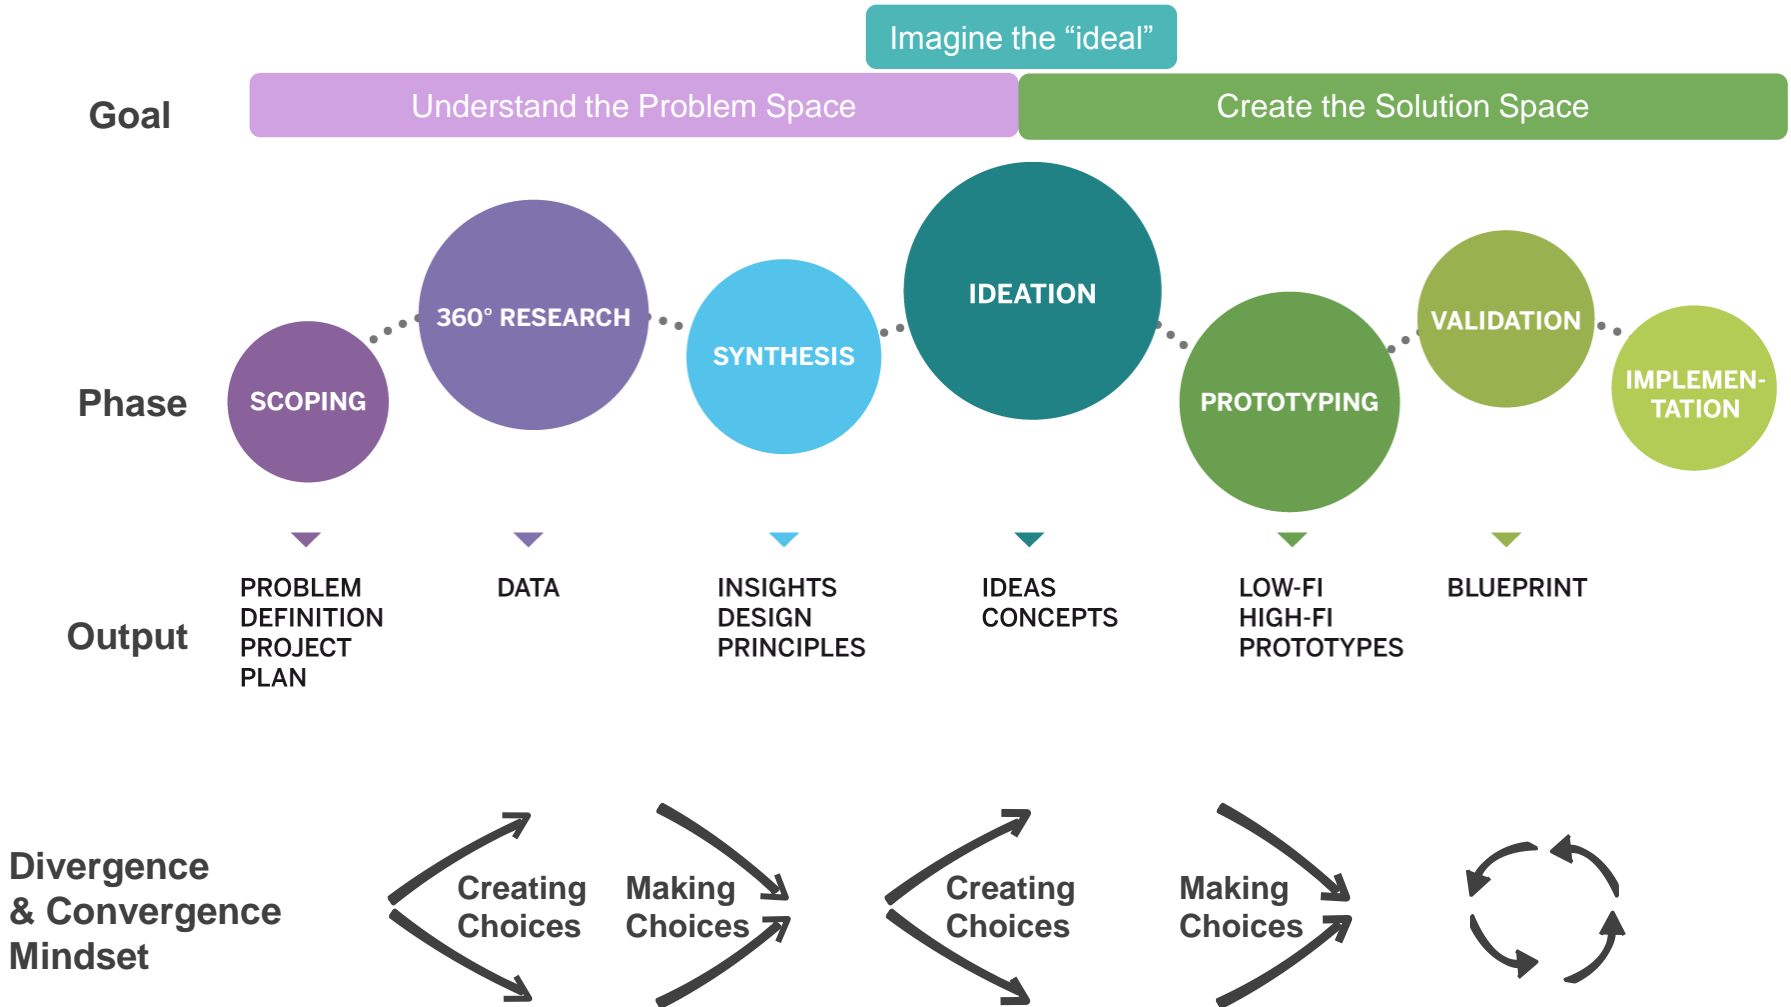 Imagine the “ideal”
Goal
Understand the Problem Space
Create the Solution Space
Phase
SCOPING
360° RESEARCH
SYNTHESIS
IDEATION
PROTOTYPING
VALIDATION
IMPLEMEN-
TATION
Output
PROBLEM
DEFINITION
PROJECT
PLAN
DATA
INSIGHTS
DESIGN
PRINCIPLES
IDEAS
CONCEPTS
LOW-FI
HIGH-FI
PROTOTYPES
BLUEPRINT
Divergence
& Convergence
Mindset
Creating
Choices
Making
Choices
Creating
Choices
Making
Choices